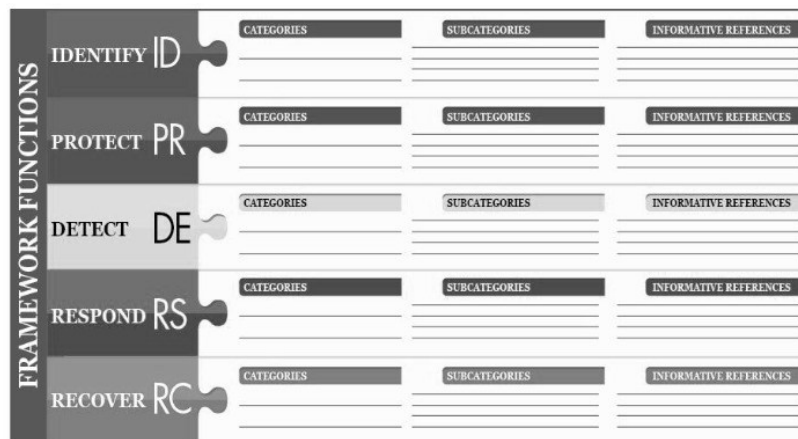 FRAMEWORK FUNCTIONS
IDENTIFY ID
CATEGORIES
SUBCATEGORIES
INFORMATIVE REFERENCES
PROTECT PR
CATEGORIES
SUBCATEGORIES
INFORMATIVE REFERENCES
DETECT DE
CATEGORIES
SUBCATEGORIES
INFORMATIVE REFERENCES
RESPOND RS
CATEGORIES
SUBCATEGORIES
INFORMATIVE REFERENCES
RECOVER RC
CATEGORIES
SUBCATEGORIES
INFORMATIVE REFERENCES